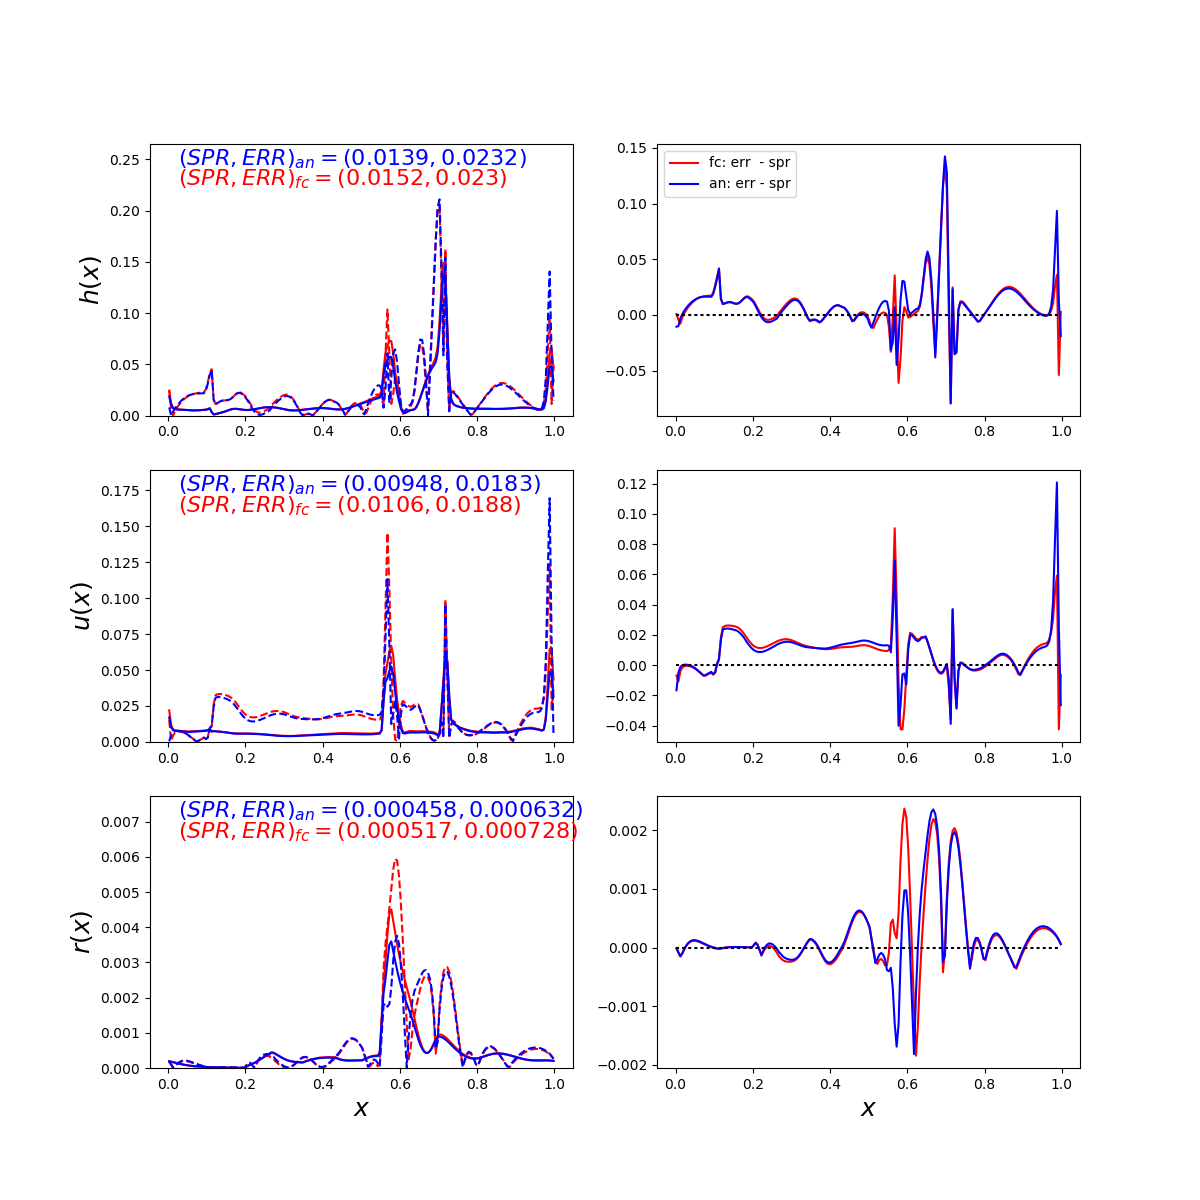 (SPR, ERR)an = (0.0139, 0.0232)
(SPR, ERR)fc = (0.0152, 0.023)
h(x)
0.25
0.20
0.15
0.10
0.05
0.00
0.0 0.2 0.4 0.6 0.8 1.0
fc: err - spr
an: err - spr
0.15
0.10
0.05
0.00
−0.05
0.0 0.2 0.4 0.6 0.8 1.0
(SPR, ERR)an = (0.00948, 0.0183)
(SPR, ERR)fc = (0.0106, 0.0188)
u(x)
0.175
0.150
0.125
0.100
0.075
0.050
0.025
0.000
0.0 0.2 0.4 0.6 0.8 1.0
0.12
0.10
0.08
0.06
0.04
0.02
0.00
−0.02
−0.04
0.0 0.2 0.4 0.6 0.8 1.0
(SPR, ERR)an = (0.000458, 0.000632)
(SPR, ERR)fc = (0.000517, 0.000728)
r(x)
0.007
0.006
0.005
0.004
0.003
0.002
0.001
0.000
0.0 0.2 0.4 0.6 0.8 1.0
x
0.002
0.001
0.000
−0.001
−0.002
0.0 0.2 0.4 0.6 0.8 1.0
x